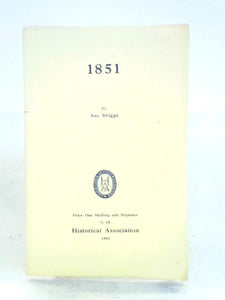 1851
by
Asa Briggs
Price One Shilling and Sixpence
G. 18
Historical Association
1951